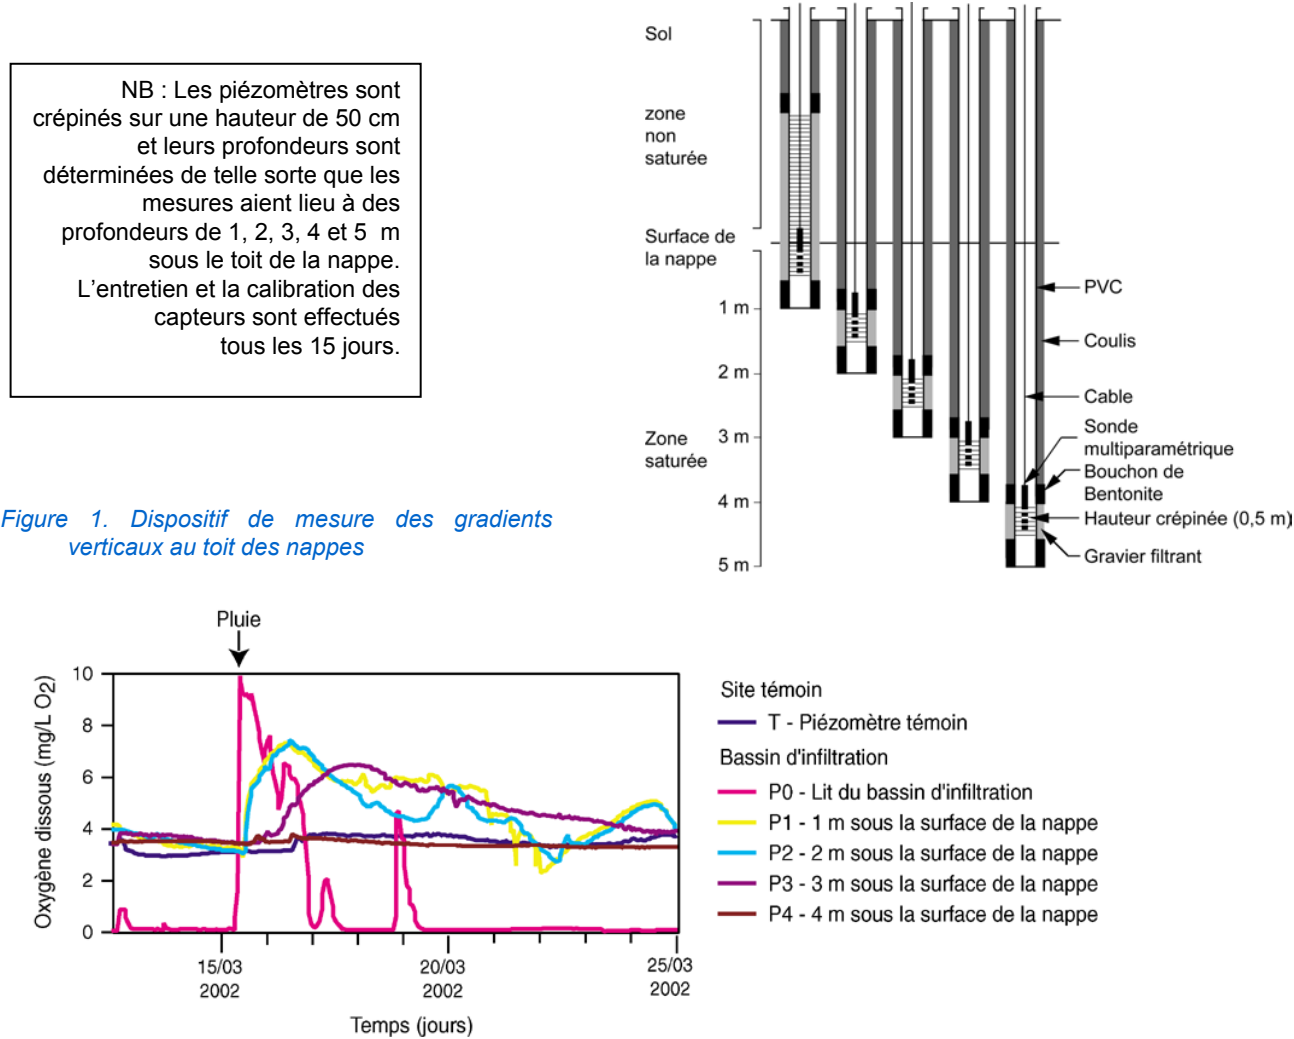 NB : Les piézomètres sont
crépinés sur une hauteur de 50 cm
et leurs profondeurs sont
déterminées de telle sorte que les
mesures aient lieu à des
profondeurs de 1, 2, 3, 4 et 5 m
sous le toit de la nappe.
L'entretien et la calibration des
capteurs sont effectués
tous les 15 jours.
Sol
zone
non
saturée
Surface de
la nappe
1 m
2 m
Zone
saturée
3 m
4 m
5 m
PVC
Coulis
Cable
Sonde
multiparamétrique
Bouchon de
Bentonite
Hauteur crépinée (0,5 m)
Gravier filtrant
Figure 1. Dispositif de mesure des gradients
verticaux au toit des nappes
Pluie
Oxygène dissous (mg/L O2)
10
8
6
4
2
0
15/03
2002
20/03
2002
25/03
2002
Temps (jours)
Site témoin
T - Piézomètre témoin
Bassin d'infiltration
P0 - Lit du bassin d'infiltration
P1 - 1 m sous la surface de la nappe
P2 - 2 m sous la surface de la nappe
P3 - 3 m sous la surface de la nappe
P4 - 4 m sous la surface de la nappe